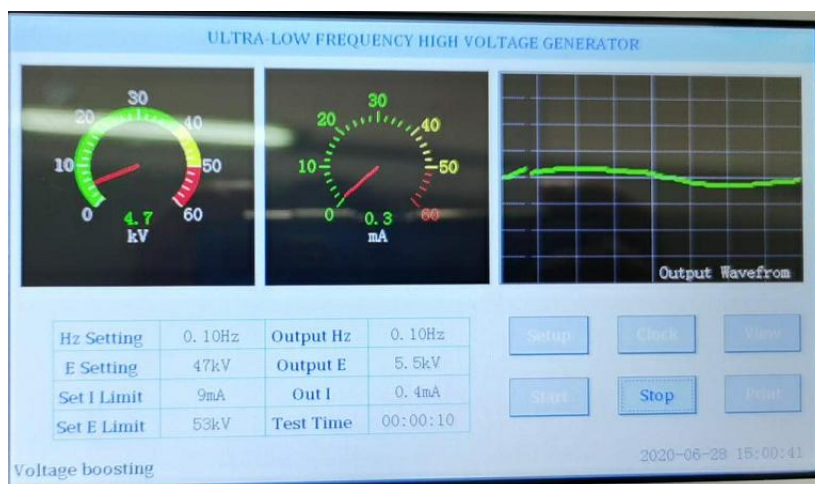 ULTRA-LOW FREQUENCY HIGH VOLTAGE GENERATOR
0 10 20 30 40 50 60
4.7
kV
0 10 20 30 40 50 60
0.3
mA
Output Wavefrom
Hz Setting 0.10Hz Output Hz 0.10Hz
E Setting 47kV Output E 5.5kV
Set I Limit 9mA Out I 0.4mA
Set E Limit 53kV Test Time 00:00:10
Setup Clock View
Start Stop Print
Voltage boosting
2020-06-28 15:00:41